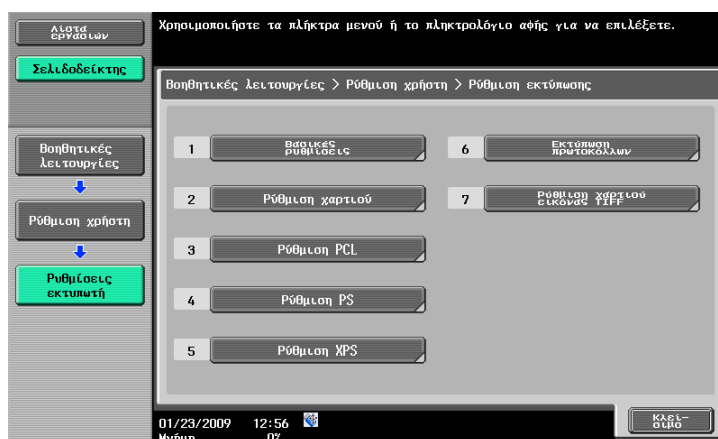 Λίστα
εργασιών
Χρησιμοποιήστε τα πλήκτρα μενού ή το πληκτρολόγιο αφής για να επιλέξετε.
Σελιδοδείκτης
Βοηθητικές λειτουργίες > Ρύθμιση χρήστη > Ρύθμιση εκτύπωσης
Βοηθητικές
λειτουργίες
Ρύθμιση χρήστη
Ρυθμίσεις
εκτυπωτή
1 Βασικές
ρυθμίσεις
2 Ρύθμιση χαρτιού
3 Ρύθμιση PCL
4 Ρύθμιση PS
5 Ρύθμιση XPS
6 Εκτύπωση
πρωτοκόλλων
7 Ρύθμιση χαρτιού
εικόνας TIFF
01/23/2009 12:56
Μνήμη 0%
Κλεί-
σιμο